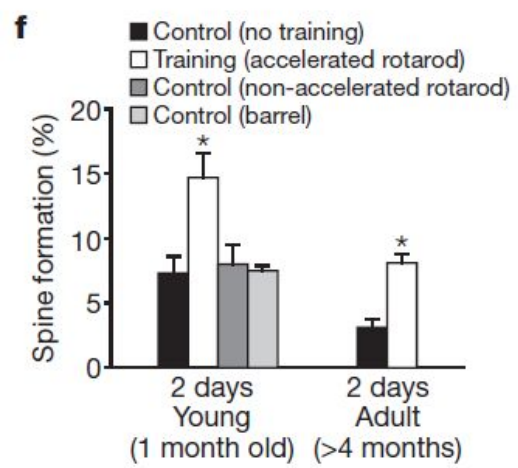 f
Control (no training)
Training (accelerated rotarod)
Control (non-accelerated rotarod)
Control (barrel)
Spine formation (%)
20
15
10
5
0
*
*
2 days
Young
(1 month old)
2 days
Adult
(>4 months)